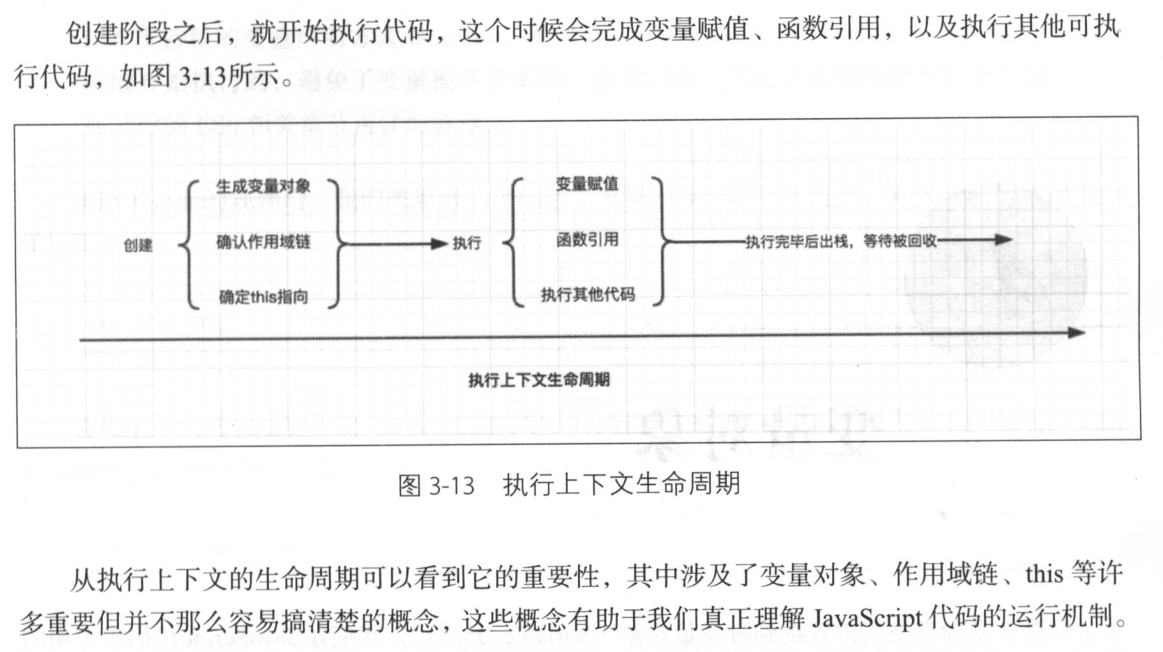 创建阶段之后，就开始执行代码，这个时候会完成变量赋值、函数引用，以及执行其他可执
行代码，如图 3-13所示。
生成变量对象
变量赋值
创建
确认作用域链
执行
函数引用
执行完毕后出栈，等待被回收
确定this指向
执行其他代码
执行上下文生命周期
图 3-13 执行上下文生命周期
从执行上下文的生命周期可以看到它的重要性，其中涉及了变量对象、作用域链、this 等许
多重要但并不那么容易搞清楚的概念，这些概念有助于我们真正理解 JavaScript 代码的运行机制。